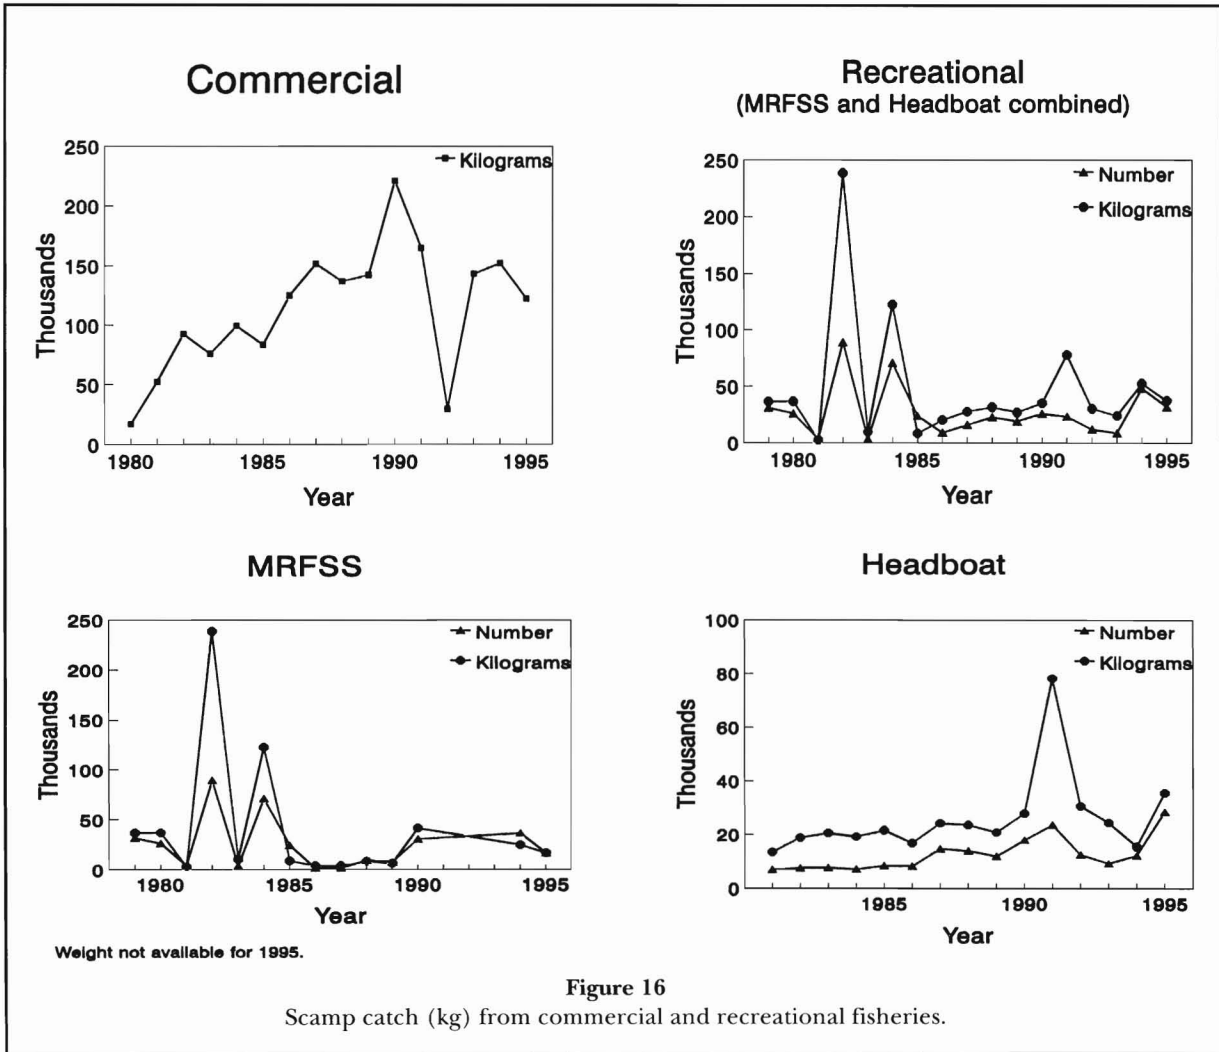 Commercial
250
200
150
100
50
0
Thousands
Kilograms
1980
1985
1990
1995
Year
Recreational
(MRFSS and Headboat combined)
250
200
150
100
50
0
Thousands
Number
Kilograms
1980
1985
1990
1995
Year
MRFSS
250
200
150
100
50
0
Thousands
Number
Kilograms
1980
1985
1990
1995
Year
Weight not available for 1995.
Headboat
100
80
60
40
20
0
Thousands
Number
Kilograms
1985
1990
1995
Year
Figure 16
Scamp catch (kg) from commercial and recreational fisheries.